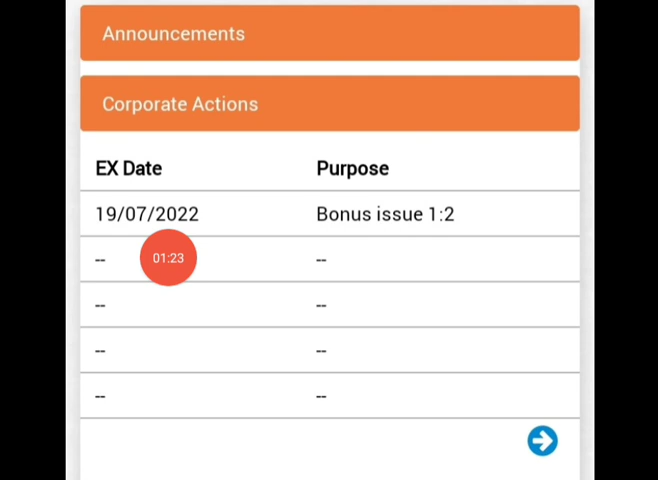 Announcements
Corporate Actions
EX Date Purpose
19/07/2022 Bonus issue 1:2
-- --
01:23
-- --
-- --
-- --